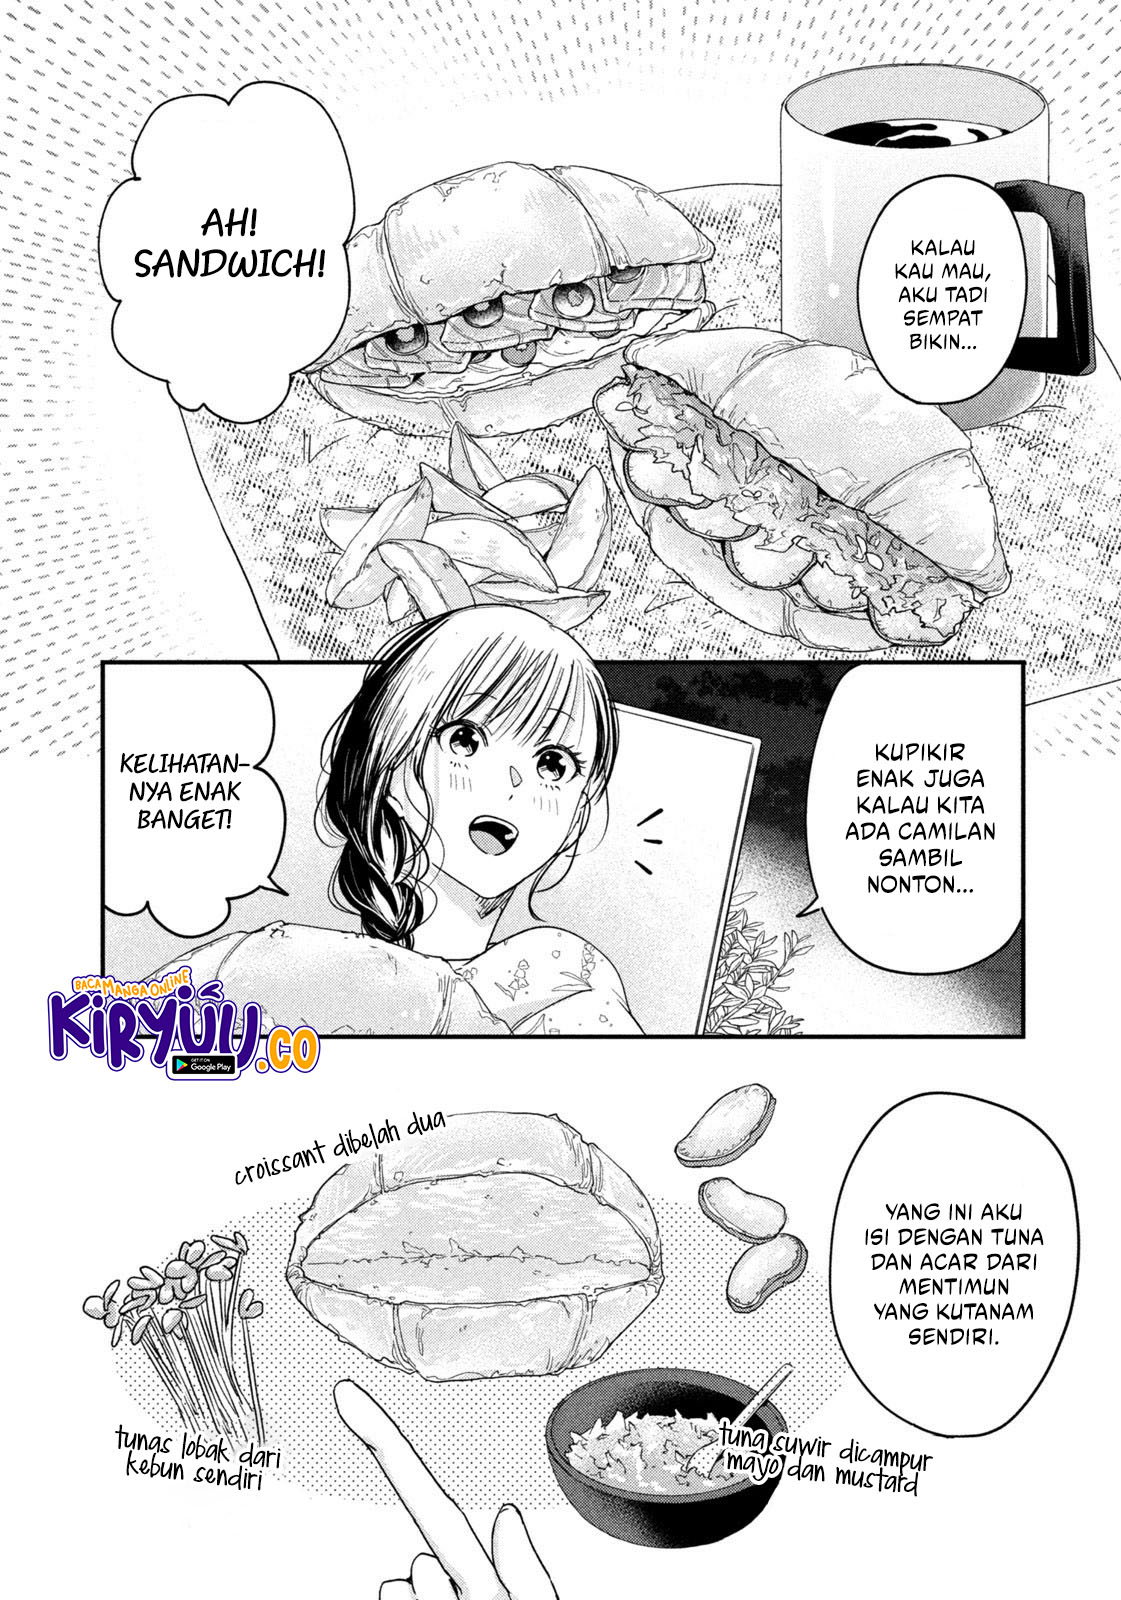 KALAU
KAU MAU,
AKU TADI
SEMPAT
BIKIN...
AH!
SANDWICH!
KUPIKIR
ENAK JUGA
KALAU KITA
ADA CAMILAN
SAMBIL
NONTON...
KELIHATAN-
NYA ENAK
BANGET!
BACA MANGA ONLINE
KIRYUU.CO
GET IT ON
Google Play
croissant dibelah dua
YANG INI AKU
ISI DENGAN TUNA
DAN ACAR DARI
MENTIMUN
YANG KUTANAM
SENDIRI.
tunas lobak dari
kebun sendiri
tuna suwir dicampur
mayo dan mustard